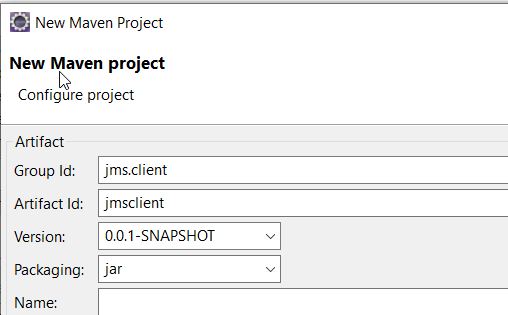 New Maven Project
New Maven project
Configure project
Artifact
Group Id: jms.client
Artifact Id: jmsclient
Version: 0.0.1-SNAPSHOT
Packaging: jar
Name: